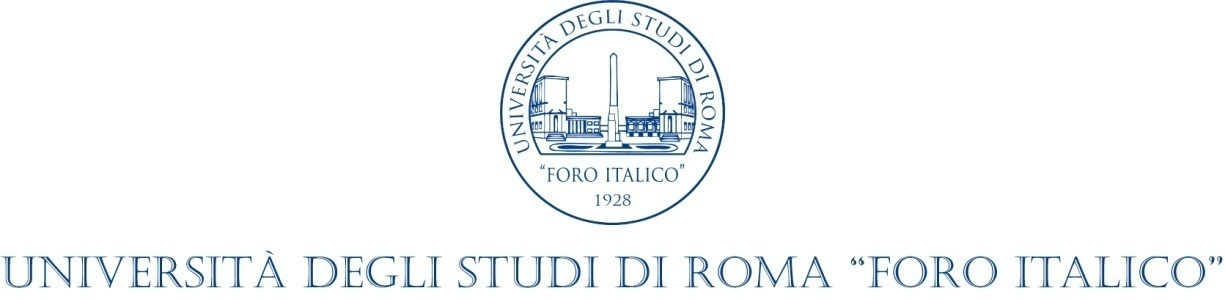 UNIVERSITÀ DEGLI STUDI DI ROMA
“FORO ITALICO”
1928
UNIVERSITÀ DEGLI STUDI DI ROMA “FORO ITALICO”